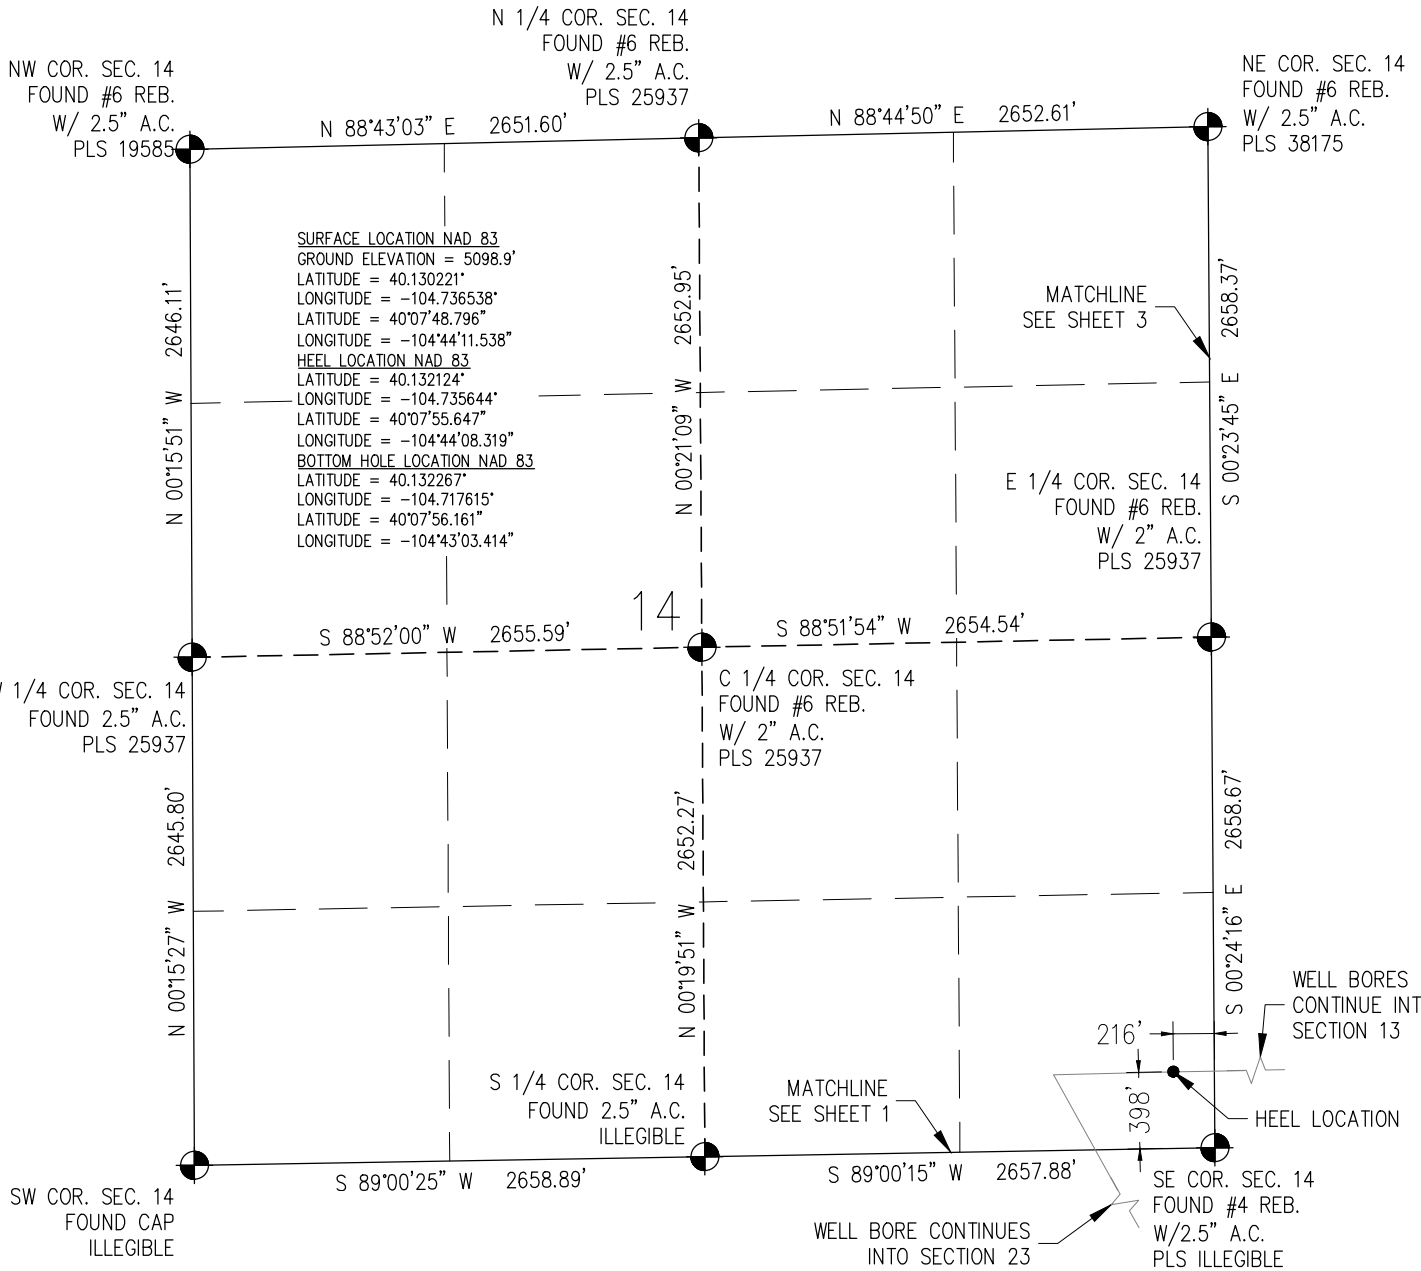 N 1/4 COR. SEC. 14
FOUND #6 REB.
W/ 2.5" A.C.
PLS 25937
NW COR. SEC. 14
FOUND #6 REB.
W/ 2.5" A.C.
PLS 19585
NE COR. SEC. 14
FOUND #6 REB.
W/ 2.5" A.C.
PLS 38175
N 88°43'03" E 2651.60'
N 88°44'50" E 2652.61'
SURFACE LOCATION NAD 83
GROUND ELEVATION = 5098.9'
LATITUDE = 40.130221°
LONGITUDE = -104.736538°
LATITUDE = 40°07'48.796"
LONGITUDE = -104°44'11.538"
HEEL LOCATION NAD 83
LATITUDE = 40.132124°
LONGITUDE = -104.735644°
LATITUDE = 40°07'55.647"
LONGITUDE = -104°44'08.319"
BOTTOM HOLE LOCATION NAD 83
LATITUDE = 40.132267°
LONGITUDE = -104.717615°
LATITUDE = 40°07'56.161"
LONGITUDE = -104°43'03.414"
N 00°15'51" W 2646.11'
N 00°21'09" W 2652.95'
S 00°23'45" E 2658.37'
MATCHLINE
SEE SHEET 3
E 1/4 COR. SEC. 14
FOUND #6 REB.
W/ 2" A.C.
PLS 25937
14
S 88°52'00" W 2655.59'
S 88°51'54" W 2654.54'
1/4 COR. SEC. 14
FOUND 2.5" A.C.
PLS 25937
C 1/4 COR. SEC. 14
FOUND #6 REB.
W/ 2" A.C.
PLS 25937
N 00°15'27" W 2645.80'
N 00°19'51" W 2652.27'
S 00°24'16" E 2658.67'
WELL BORES
CONTINUE INT
SECTION 13
216'
398'
HEEL LOCATION
S 1/4 COR. SEC. 14
FOUND 2.5" A.C.
ILLEGIBLE
MATCHLINE
SEE SHEET 1
S 89°00'25" W 2658.89'
S 89°00'15" W 2657.88'
SW COR. SEC. 14
FOUND CAP
ILLEGIBLE
SE COR. SEC. 14
FOUND #4 REB.
W/2.5" A.C.
PLS ILLEGIBLE
WELL BORE CONTINUES
INTO SECTION 23